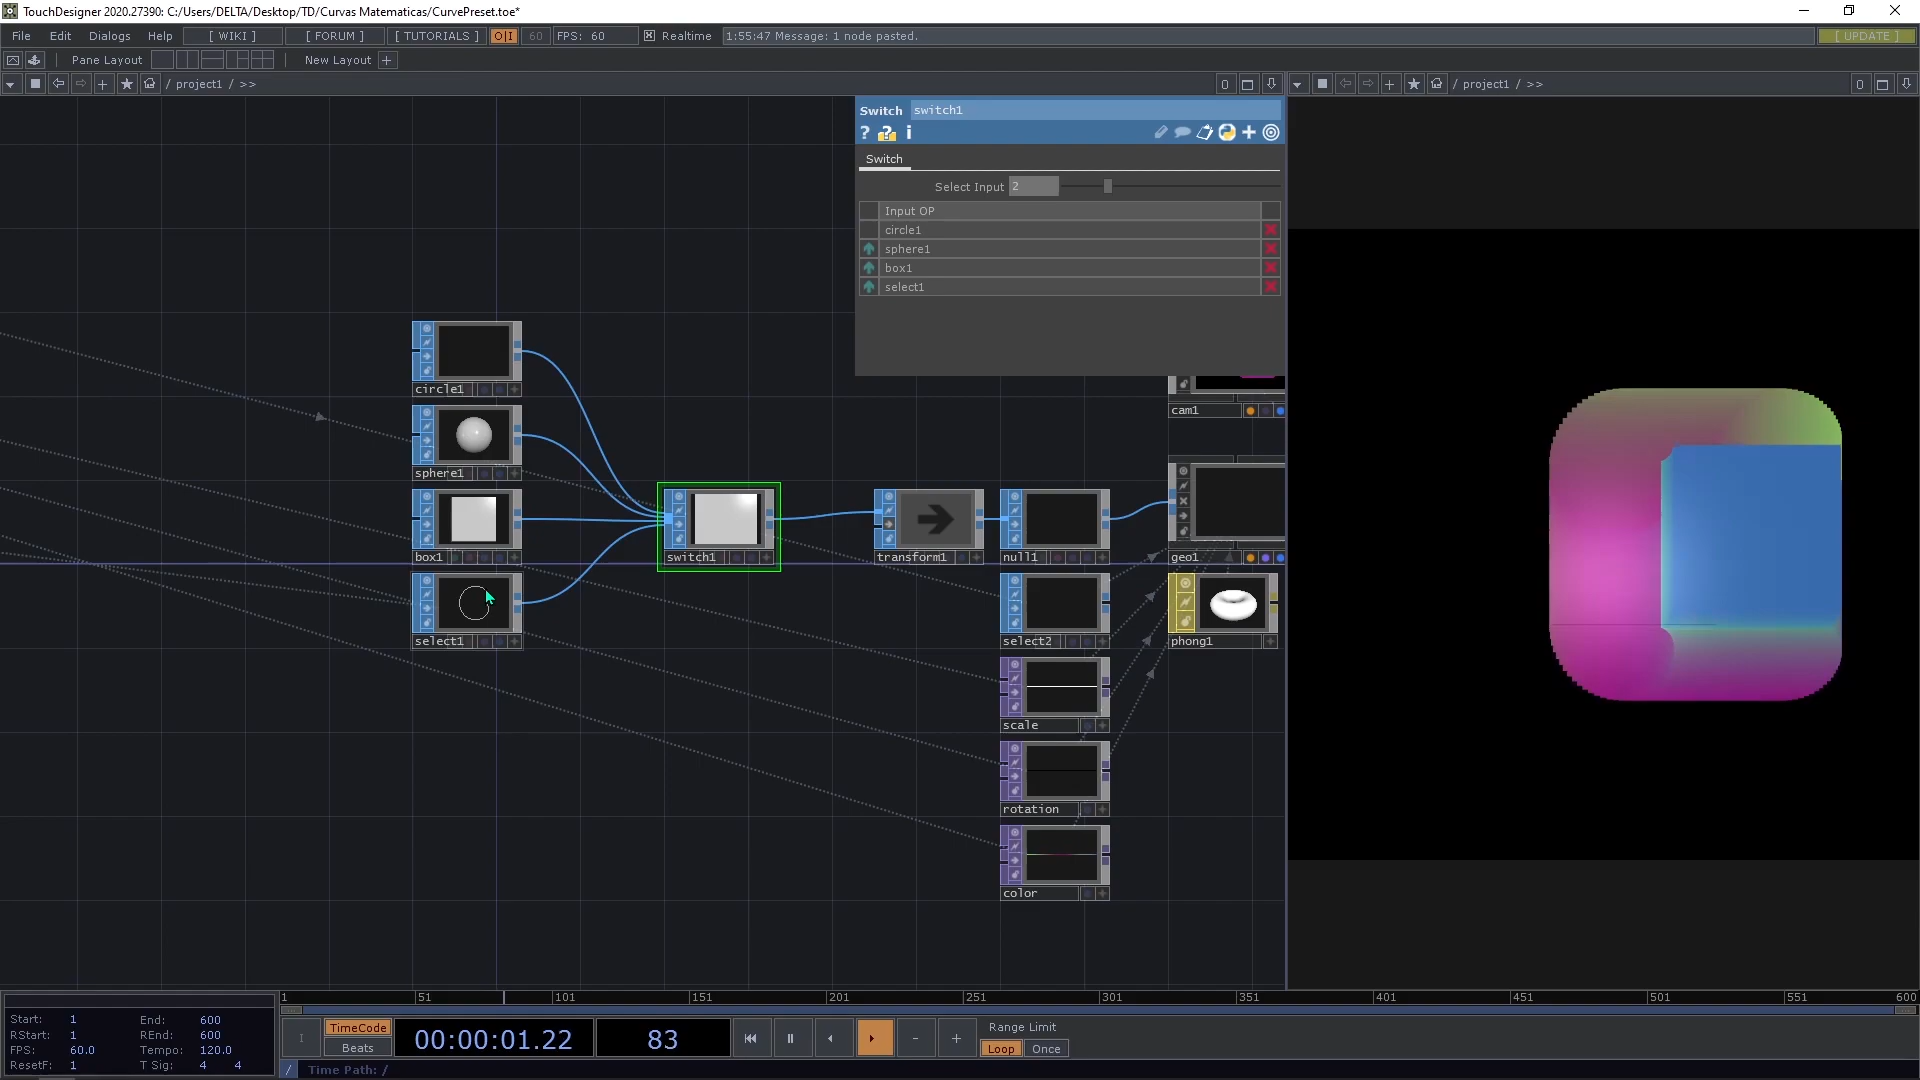 TouchDesigner 2020.27390: C:/Users/DELTA/Desktop/TD/Curvas Matematicas/CurvePreset.toe*
File Edit Dialogs Help [ WIKI ] [ FORUM ] [ TUTORIALS ] O|I 60 FPS: 60 Realtime 1:55:47 Message: 1 node pasted. [ UPDATE ]
Pane Layout New Layout +
/ project1 / >> 0 / project1 / >> 0
Switch switch1
? ? i
Switch
Select Input 2
Input OP
circle1
sphere1
box1
select1
circle1
cam1
sphere1
box1 switch1 transform1 null1 geo1
select1 select2 phong1
scale
rotation
color
1 51 101 151 201 251 301 351 401 451 501 551 600
Start: 1 End: 600
RStart: 1 REnd: 600
FPS: 60.0 Tempo: 120.0
ResetF: 1 T Sig: 4 4
TimeCode
Beats
00:00:01.22 83
Range Limit
Loop Once
/ Time Path: /